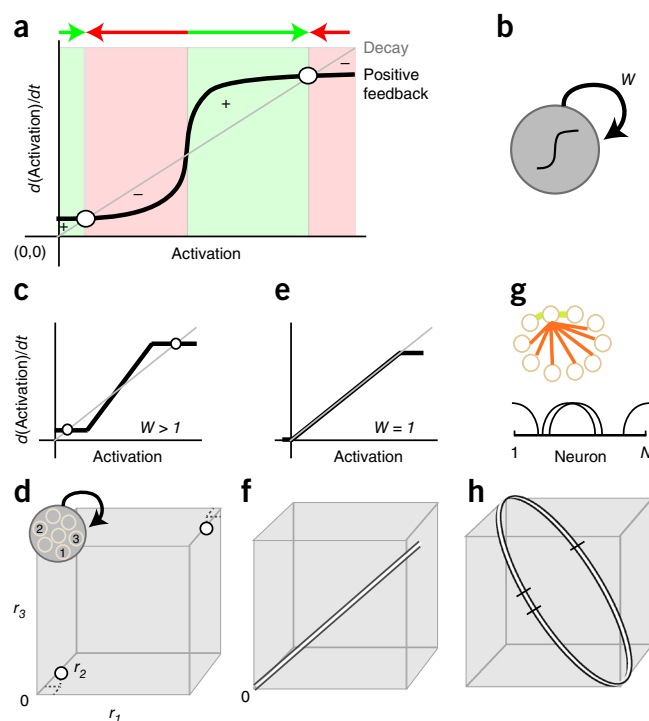 a
Decay
Positive
feedback
d(Activation)/dt
+
–
+
–
(0,0)
Activation
b
W
c
d(Activation)/dt
W > 1
Activation
e
W = 1
Activation
g
1
Neuron
N
d
2
3
1
r3
r2
0
r1
f
0
h